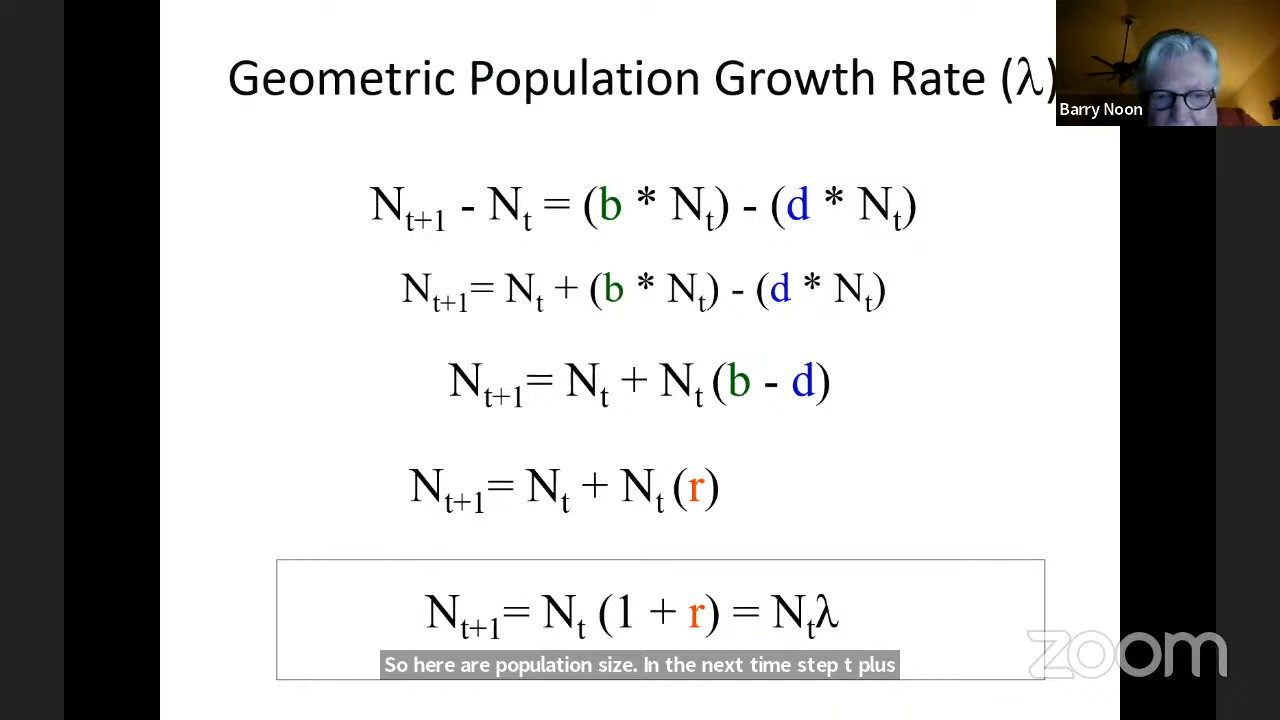 Geometric Population Growth Rate (λ)
Barry Noon
Nₜ₊₁ - Nₜ = (b * Nₜ) - (d * Nₜ)
Nₜ₊₁= Nₜ + (b * Nₜ) - (d * Nₜ)
Nₜ₊₁= Nₜ + Nₜ (b - d)
Nₜ₊₁= Nₜ + Nₜ (r)
Nₜ₊₁= Nₜ (1 + r) = Nₜλ
So here are population size. In the next time step t plus
zoom